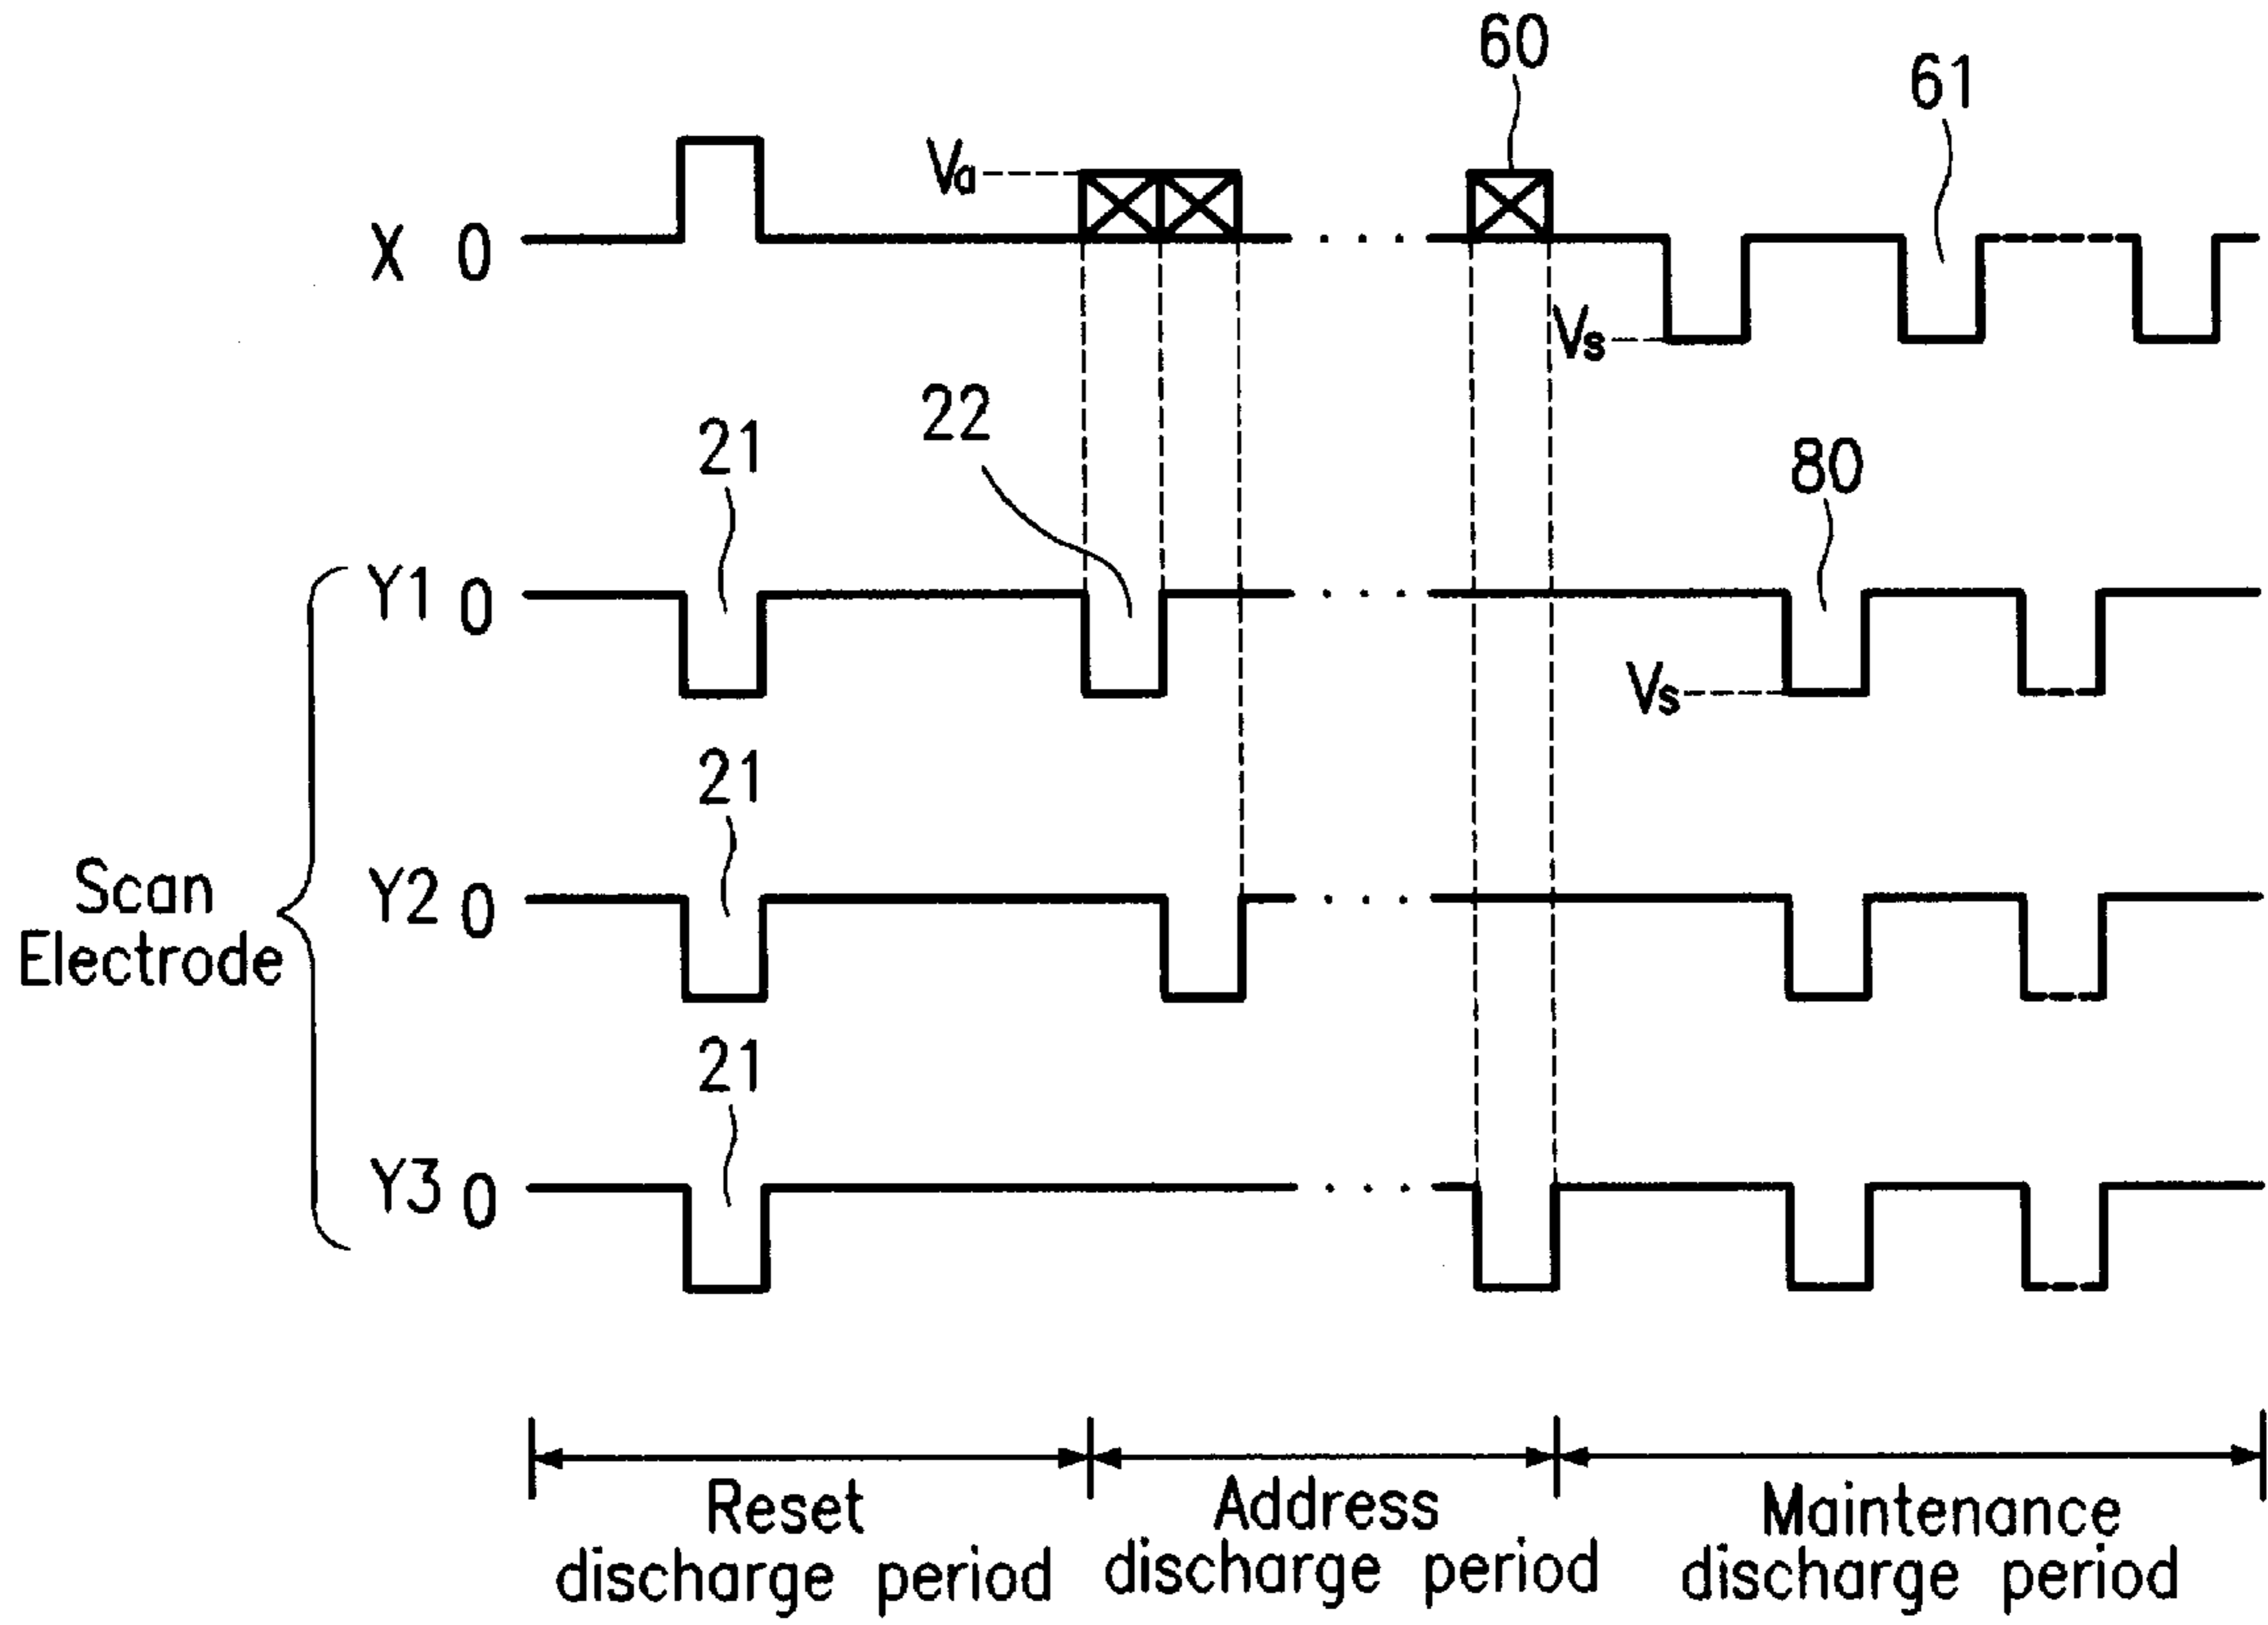 60
61
Va
X 0
Vs
22
21
80
Y1 0
Vs
21
Scan
Electrode
Y2 0
21
Y3 0
Reset
discharge period
Address
discharge period
Maintenance
discharge period